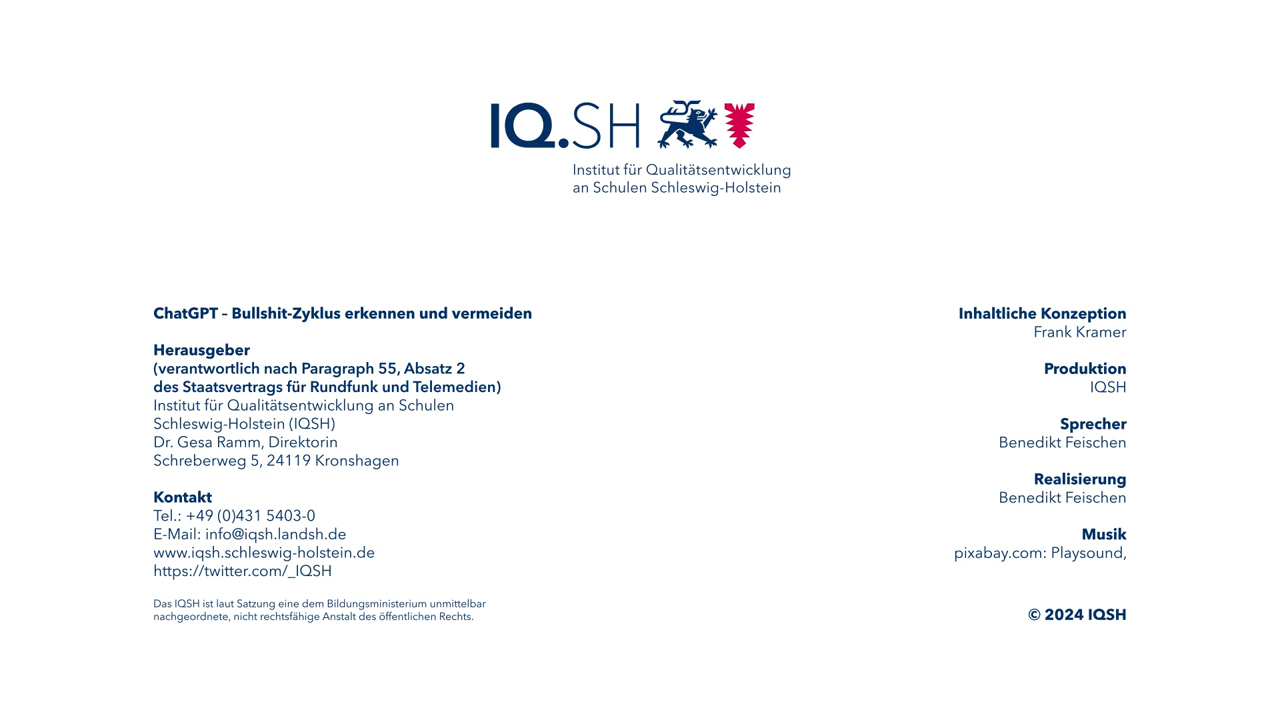 IQ.SH
Institut für Qualitätsentwicklung
an Schulen Schleswig-Holstein
ChatGPT – Bullshit-Zyklus erkennen und vermeiden
Herausgeber
(verantwortlich nach Paragraph 55, Absatz 2
des Staatsvertrags für Rundfunk und Telemedien)
Institut für Qualitätsentwicklung an Schulen
Schleswig-Holstein (IQSH)
Dr. Gesa Ramm, Direktorin
Schreberweg 5, 24119 Kronshagen
Kontakt
Tel.: +49 (0)431 5403-0
E-Mail: info@iqsh.landsh.de
www.iqsh.schleswig-holstein.de
https://twitter.com/_IQSH
Das IQSH ist laut Satzung eine dem Bildungsministerium unmittelbar
nachgeordnete, nicht rechtsfähige Anstalt des öffentlichen Rechts.
Inhaltliche Konzeption
Frank Kramer
Produktion
IQSH
Sprecher
Benedikt Feischen
Realisierung
Benedikt Feischen
Musik
pixabay.com: Playsound,
© 2024 IQSH